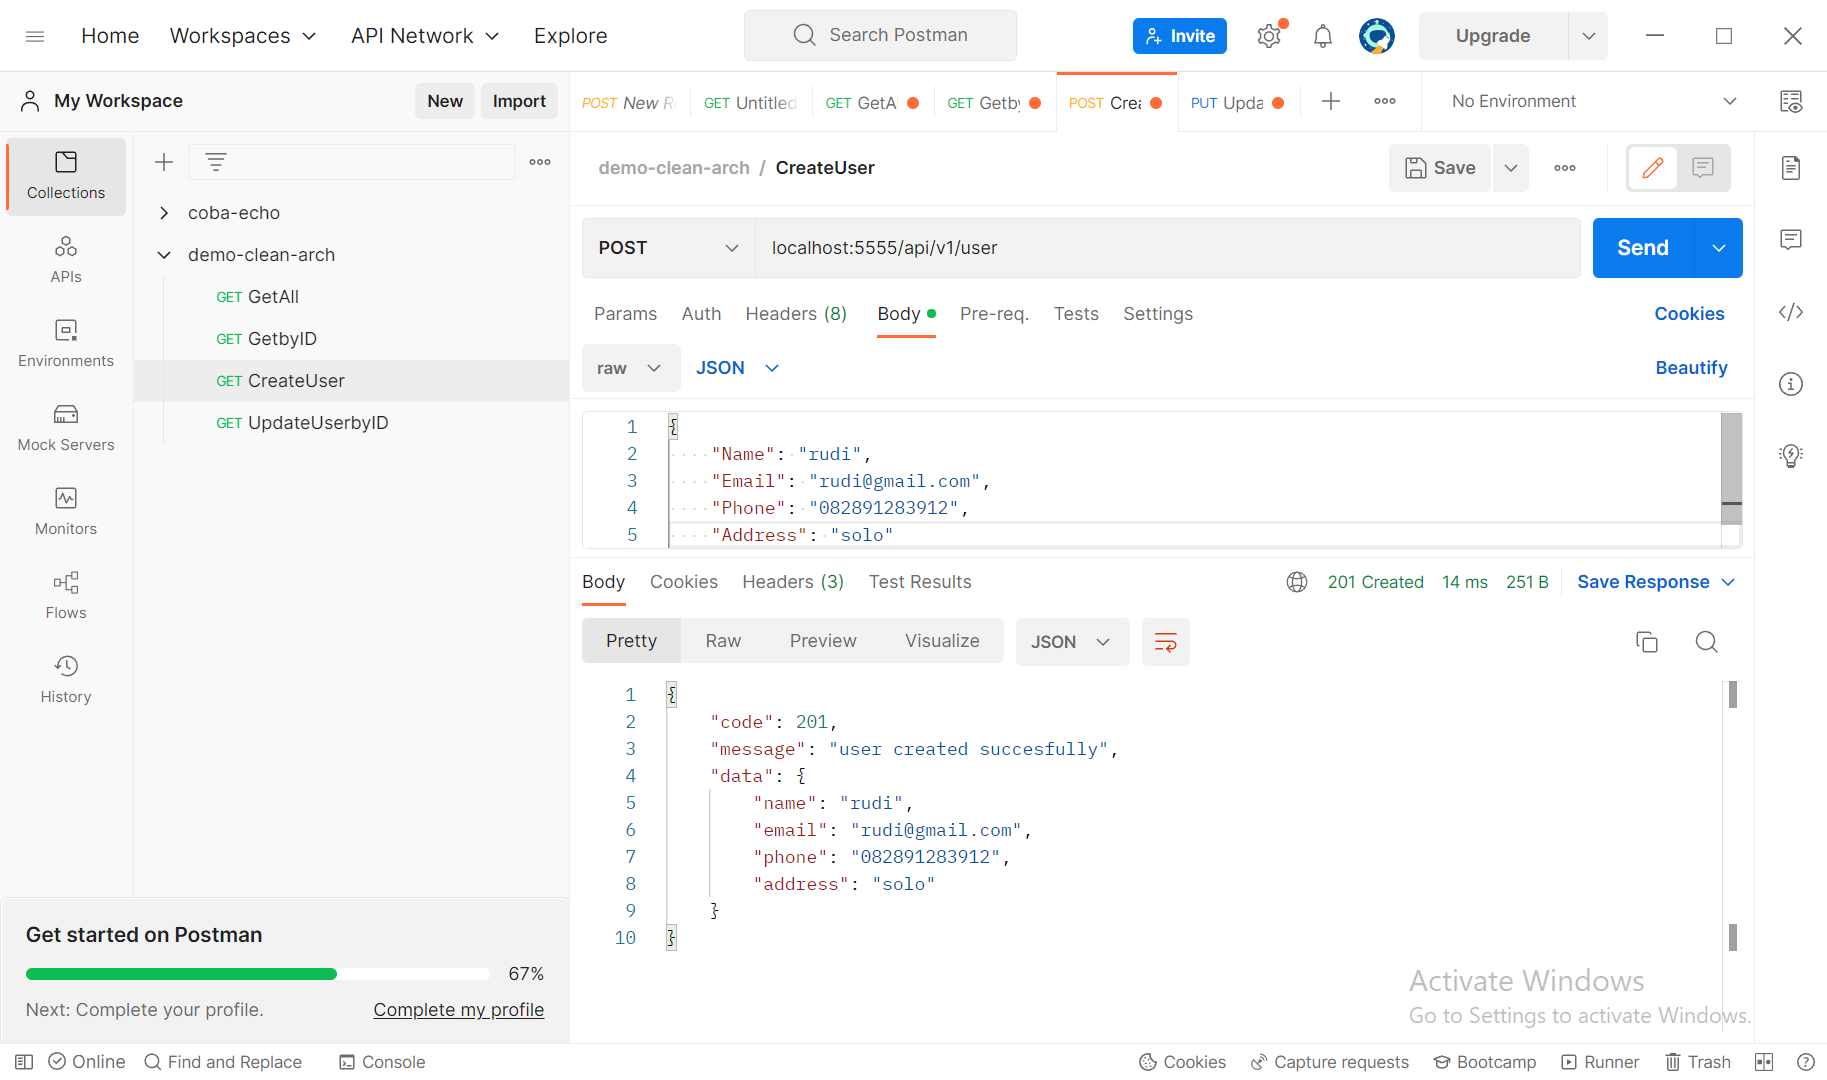 Home Workspaces API Network Explore Search Postman Invite Upgrade
My Workspace New Import
POST New R GET Untitled GET GetA GET Getby POST Crea PUT Upda No Environment
Collections
APIs
Environments
Mock Servers
Monitors
Flows
History
coba-echo
demo-clean-arch
GET GetAll
GET GetbyID
GET CreateUser
GET UpdateUserbyID
Get started on Postman
67%
Next: Complete your profile. Complete my profile
demo-clean-arch / CreateUser Save
POST localhost:5555/api/v1/user Send
Params Auth Headers (8) Body Pre-req. Tests Settings Cookies
raw JSON Beautify
1 {
2 "Name": "rudi",
3 "Email": "rudi@gmail.com",
4 "Phone": "082891283912",
5 "Address": "solo"
Body Cookies Headers (3) Test Results 201 Created 14 ms 251 B Save Response
Pretty Raw Preview Visualize JSON
1 {
2 "code": 201,
3 "message": "user created succesfully",
4 "data": {
5 "name": "rudi",
6 "email": "rudi@gmail.com",
7 "phone": "082891283912",
8 "address": "solo"
9 }
10 }
Activate Windows
Go to Settings to activate Windows.
Online Find and Replace Console Cookies Capture requests Bootcamp Runner Trash